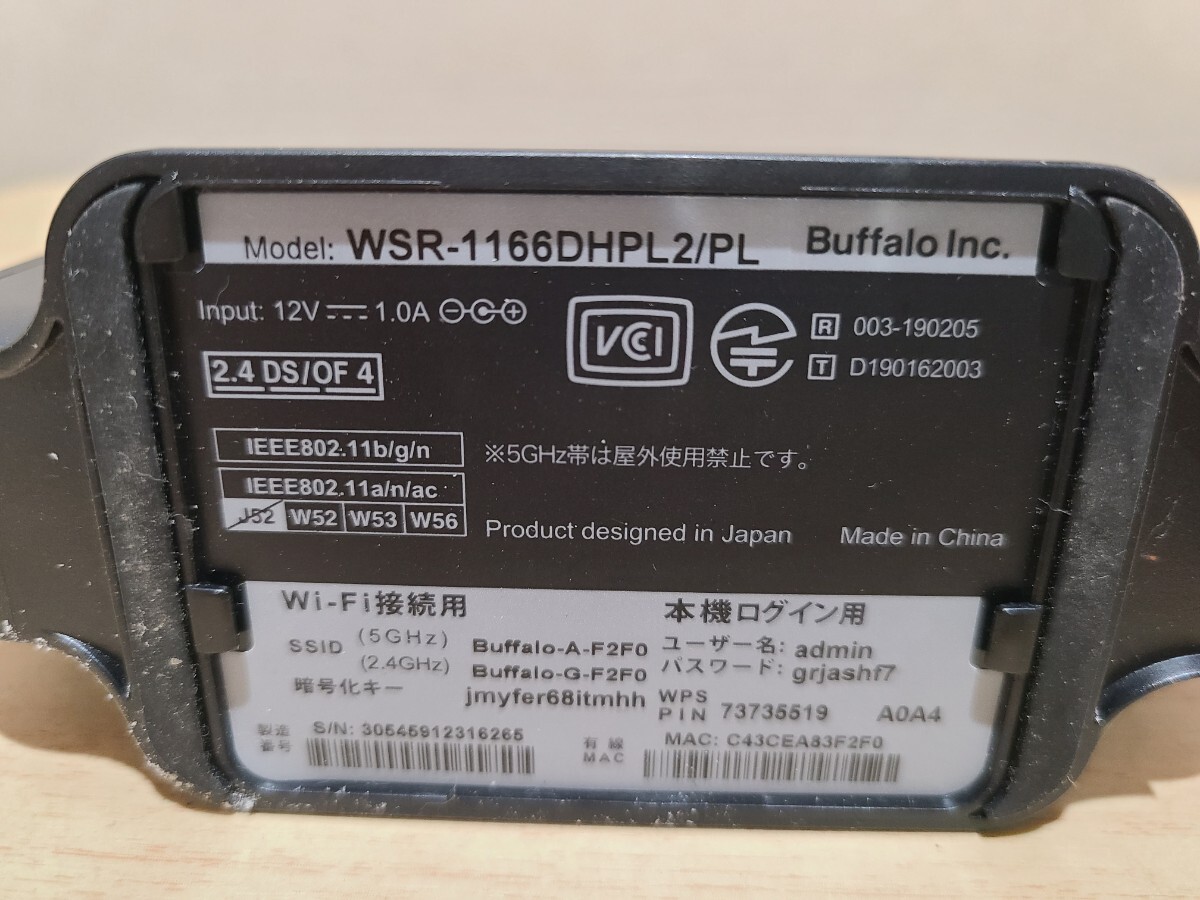 Model: WSR-1166DHPL2/PL Buffalo Inc.
Input: 12V 1.0A
VCCI
R 003-190205
T D190162003
2.4 DS/OF 4
IEEE802.11b/g/n
※5GHz帯は屋外使用禁止です。
IEEE802.11a/n/ac
J52 W52 W53 W56
Product designed in Japan Made in China
Wi-Fi接続用
SSID (5GHz) Buffalo-A-F2F0
(2.4GHz) Buffalo-G-F2F0
暗号化キー jmyfer68itmhh
本機ログイン用
ユーザー名: admin
パスワード: grjashf7
WPS
PIN 73735519 A0A4
製造
番号 S/N: 30545912316265
有線
MAC MAC: C43CEA83F2F0